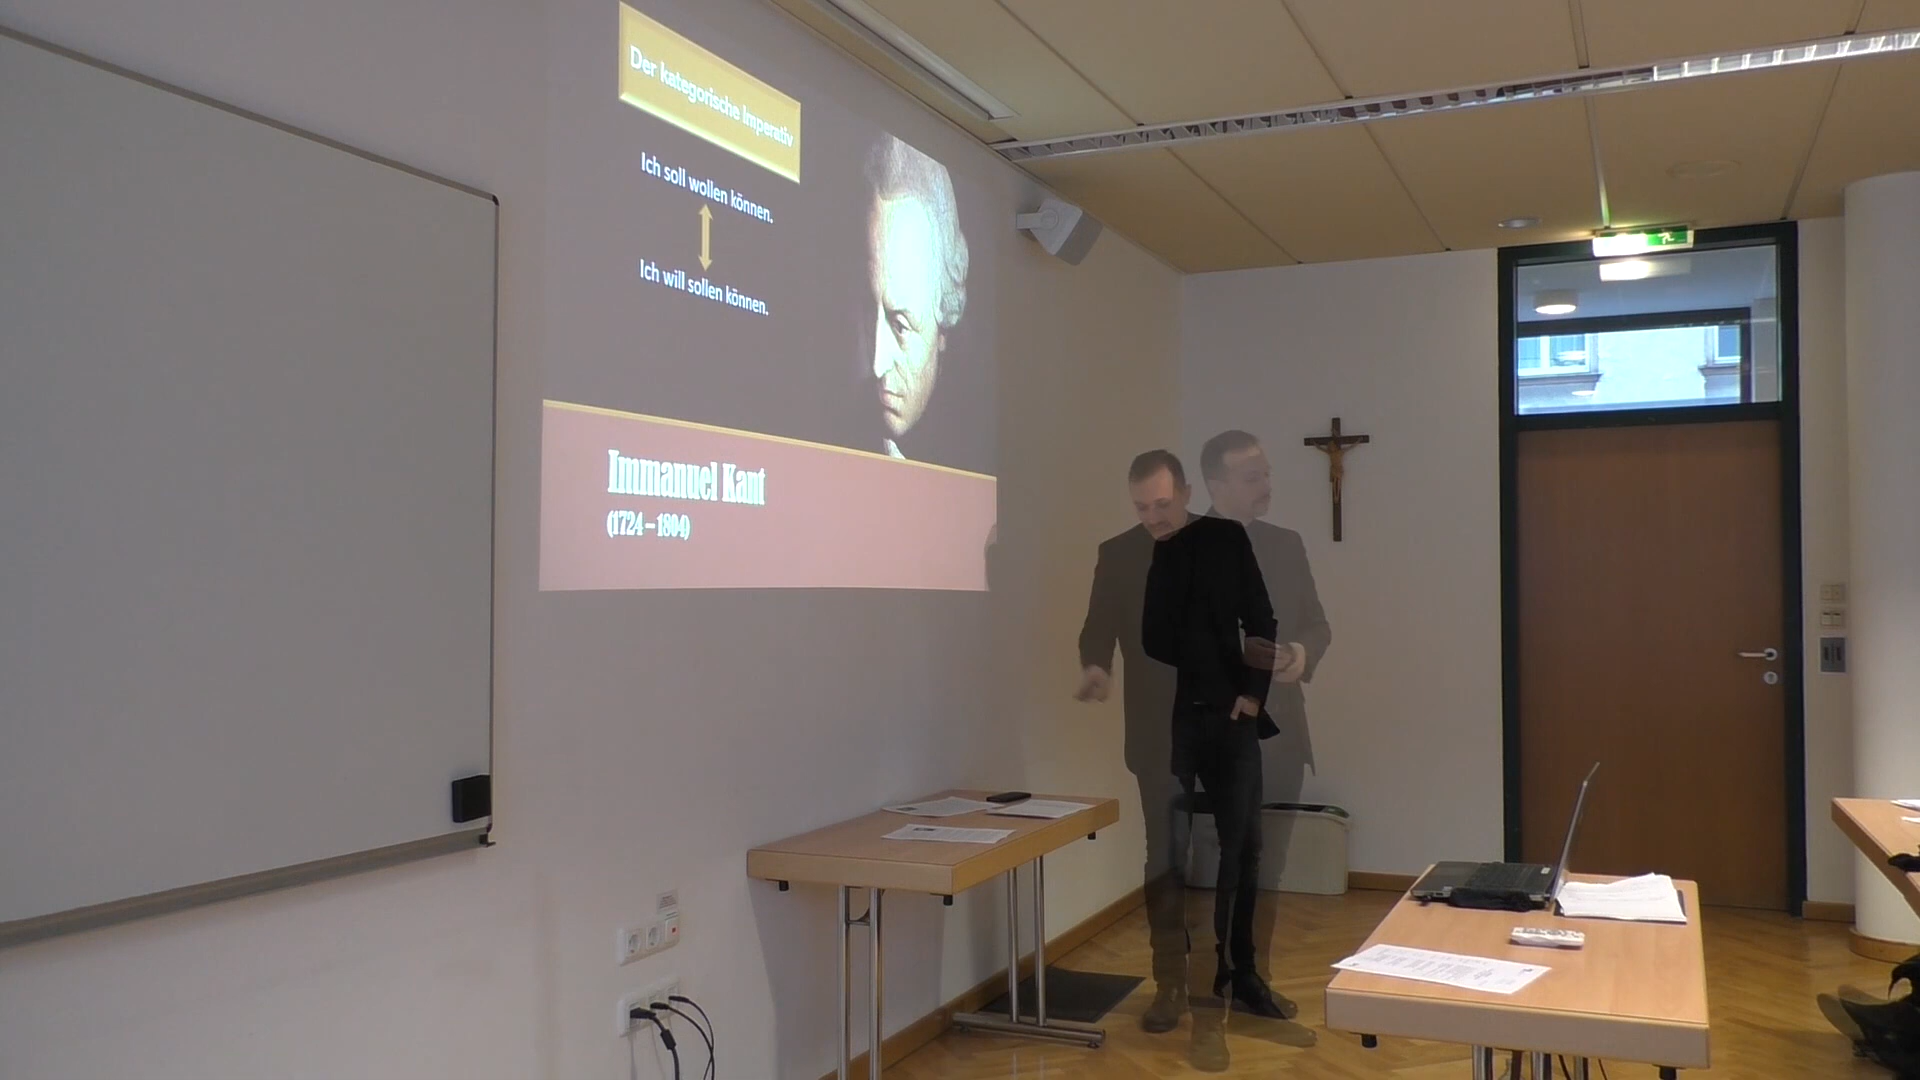 Der kategorische Imperativ
Ich soll wollen können.
Ich will sollen können.
Immanuel Kant
(1724 – 1804)